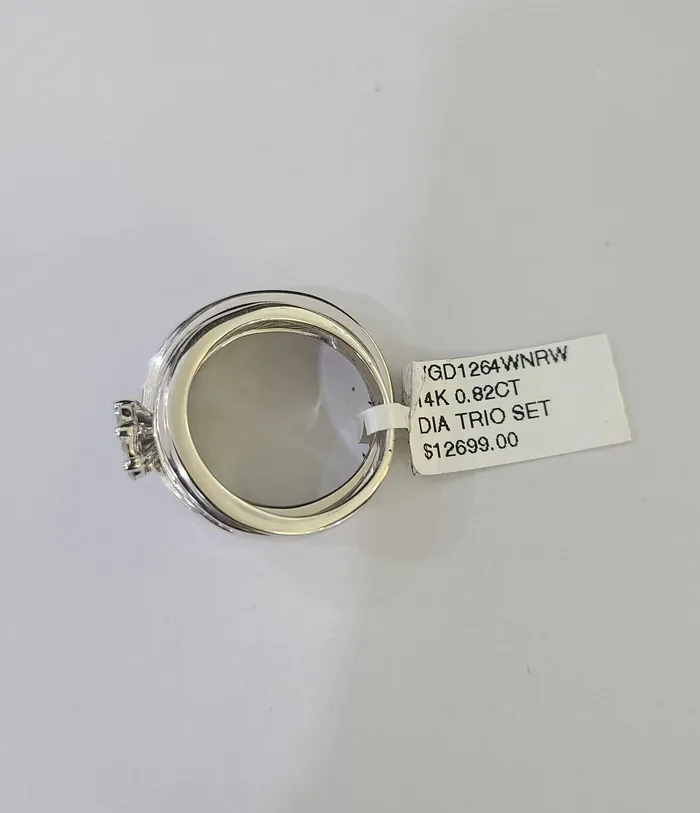 GD1264WNRW
14K 0.82CT
DIA TRIO SET
$12699.00